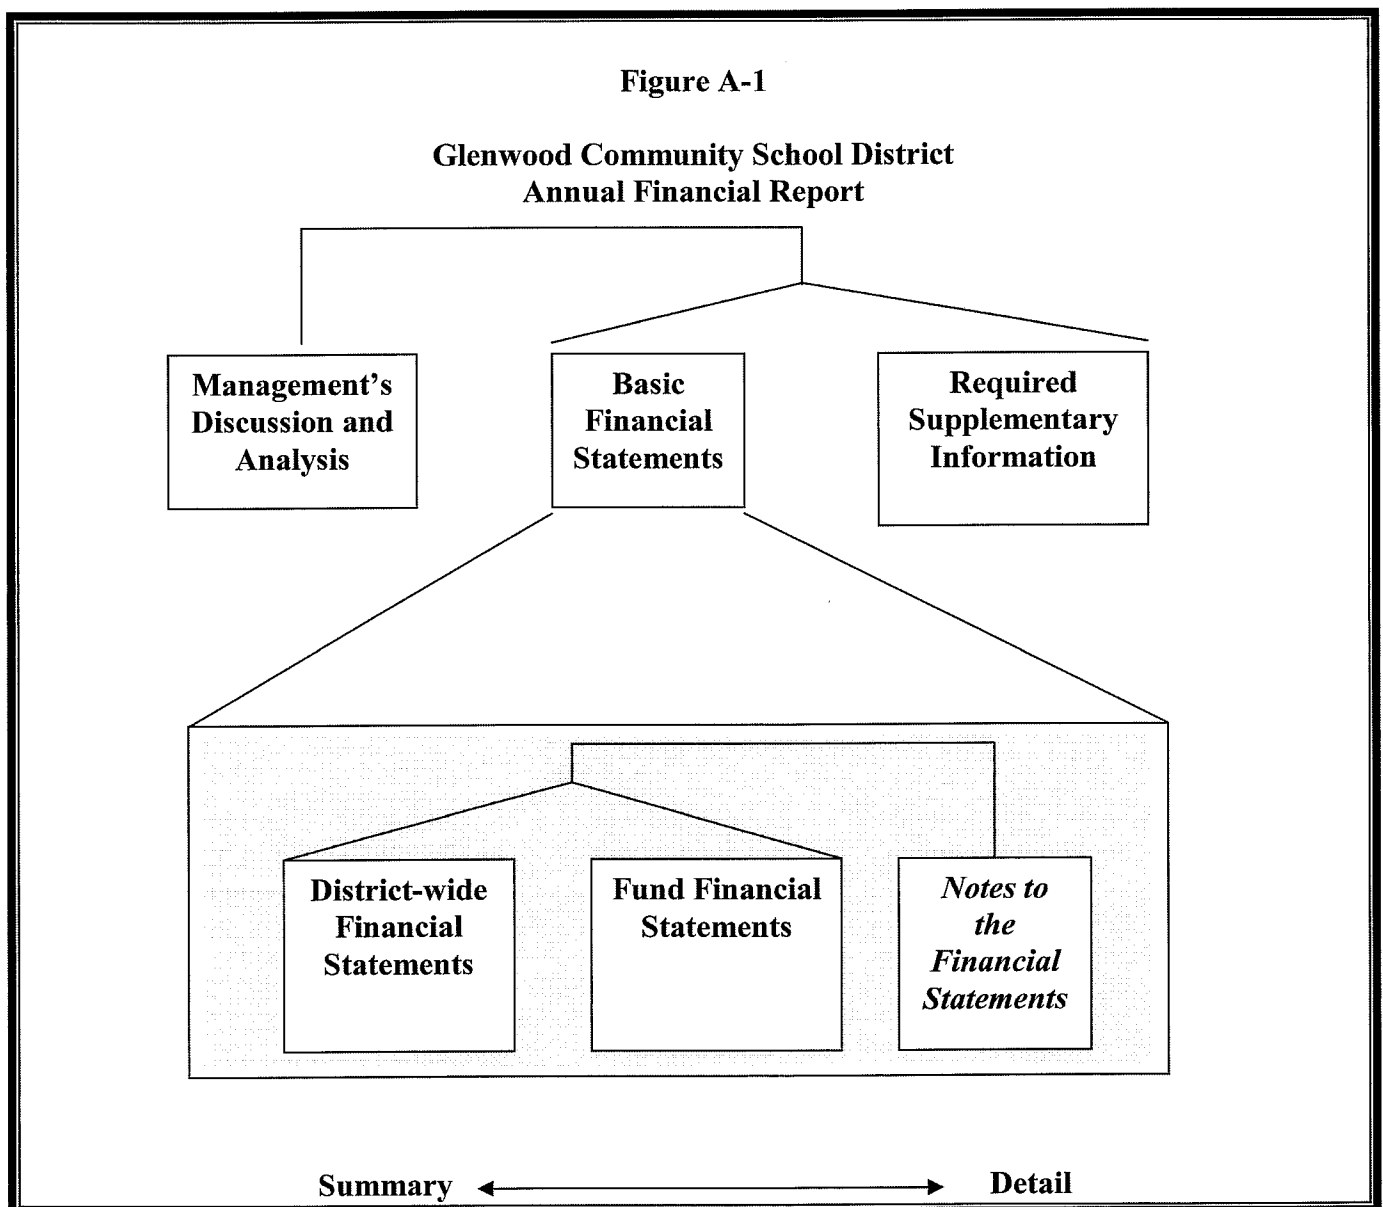 Figure A-1
Glenwood Community School District
Annual Financial Report
Management's
Discussion and
Analysis
Basic
Financial
Statements
Required
Supplementary
Information
District-wide
Financial
Statements
Fund Financial
Statements
Notes to
the
Financial
Statements
Summary
Detail